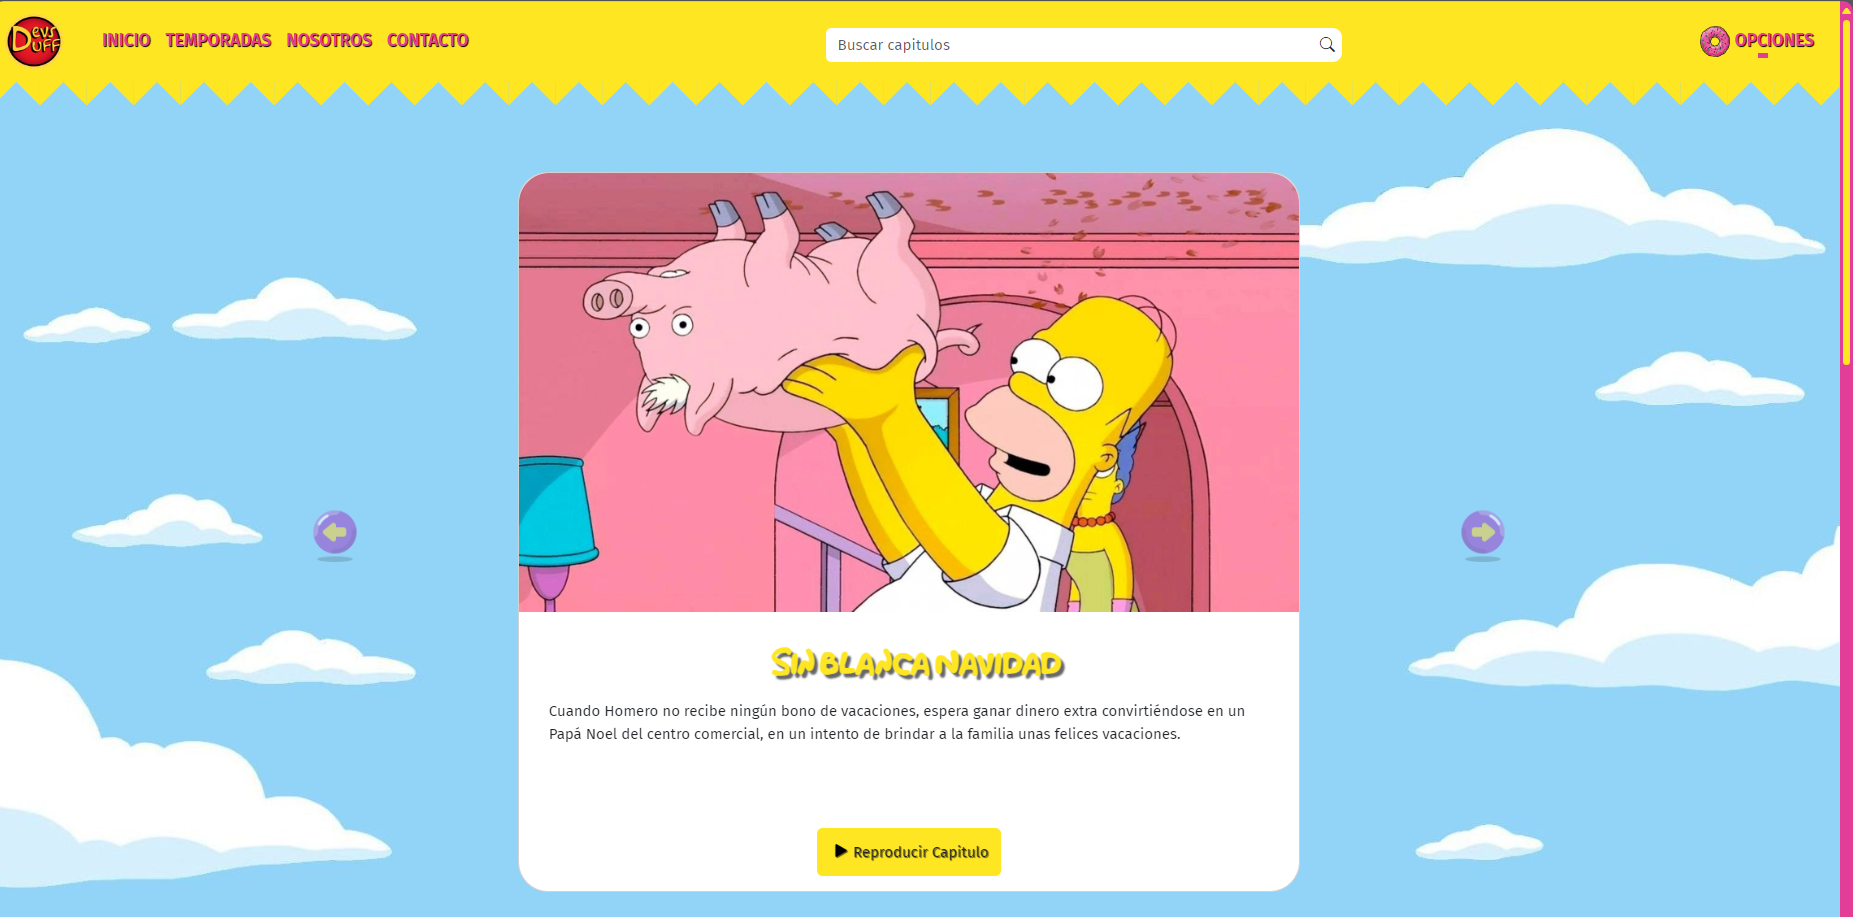 Devs
Duff
INICIO TEMPORADAS NOSOTROS CONTACTO
Buscar capitulos
OPCIONES
SIN BLANCA NAVIDAD
Cuando Homero no recibe ningún bono de vacaciones, espera ganar dinero extra convirtiéndose en un
Papá Noel del centro comercial, en un intento de brindar a la familia unas felices vacaciones.
Reproducir Capitulo